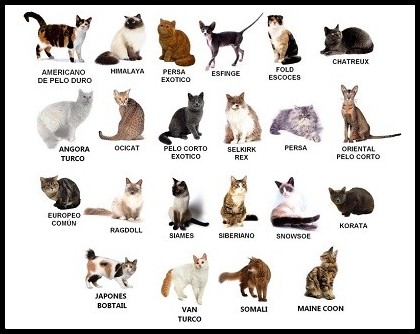 AMERICANO
DE PELO DURO
HIMALAYA
PERSA
EXOTICO
ESFINGE
FOLD
ESCOCES
CHATREUX
ANGORA
TURCO
OCICAT
PELO CORTO
EXOTICO
SELKIRK
REX
PERSA
ORIENTAL
PELO CORTO
EUROPEO
COMÚN
RAGDOLL
SIAMES
SIBERIANO
SNOWSOE
KORATA
JAPONES
BOBTAIL
VAN
TURCO
SOMALI
MAINE COON